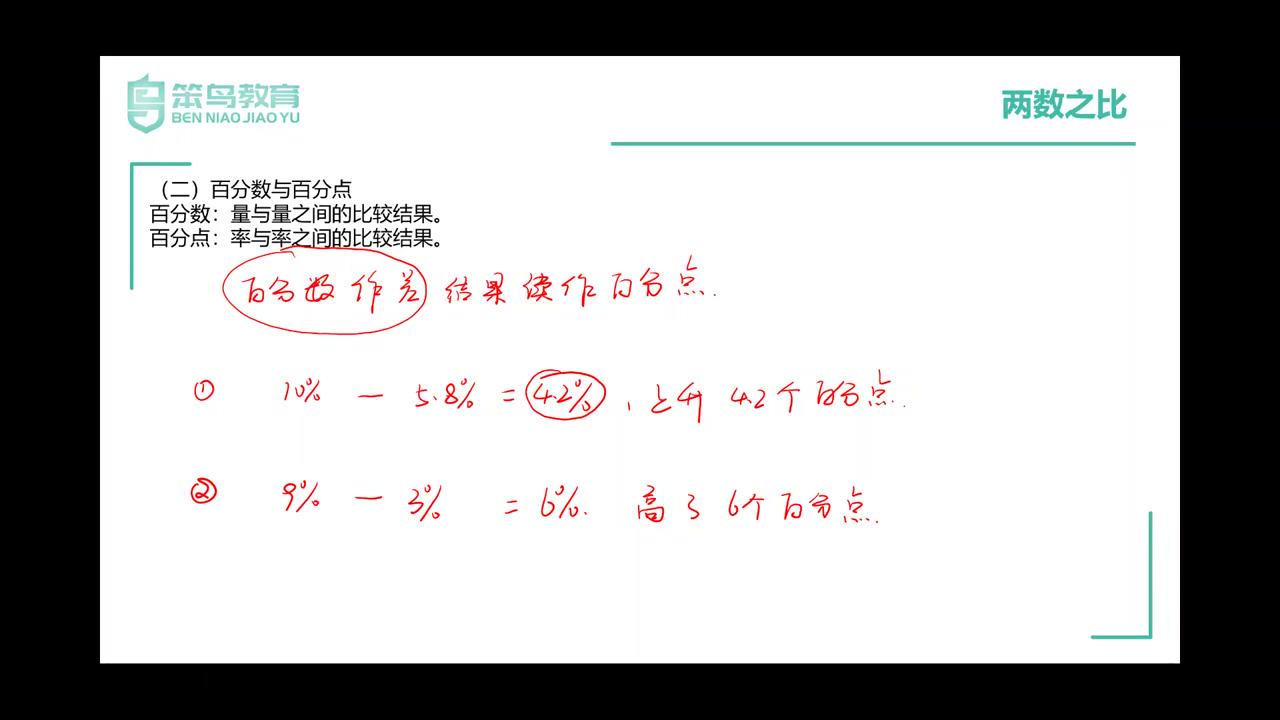 笨鸟教育
BEN NIAO JIAO YU
两数之比
（二）百分数与百分点
百分数：量与量之间的比较结果。
百分点：率与率之间的比较结果。
百分数作差 结果读作百分点.
① 10% — 5.8% = 4.2%，上升 4.2个百分点.
② 9% — 3% = 6%. 高了6个百分点.